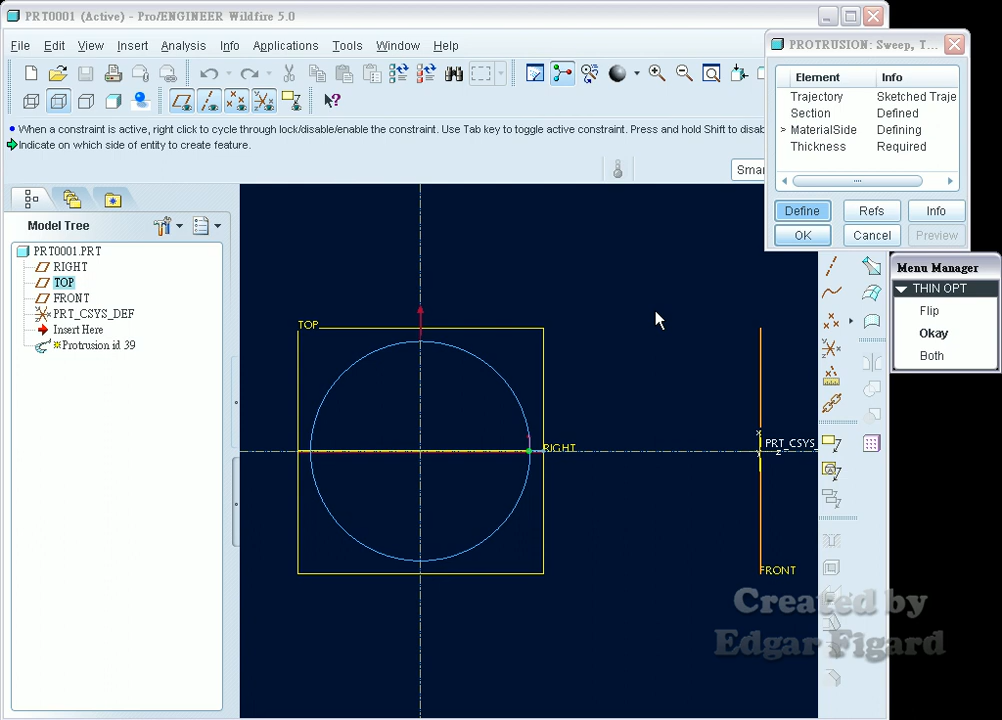 PRT0001 (Active) - Pro/ENGINEER Wildfire 5.0
File Edit View Insert Analysis Info Applications Tools Window Help
When a constraint is active, right click to cycle through lock/disable/enable the constraint. Use Tab key to toggle active constraint. Press and hold Shift to disab
Indicate on which side of entity to create feature.
Smar
Model Tree
PRT0001.PRT
RIGHT
TOP
FRONT
PRT_CSYS_DEF
Insert Here
Protrusion id 39
TOP
RIGHT
PRT_CSYS_
FRONT
PROTRUSION: Sweep, T...
Element Info
Trajectory Sketched Traje
Section Defined
> MaterialSide Defining
Thickness Required
Define Refs Info
OK Cancel Preview
Menu Manager
THIN OPT
Flip
Okay
Both
Created by
Edgar Figard